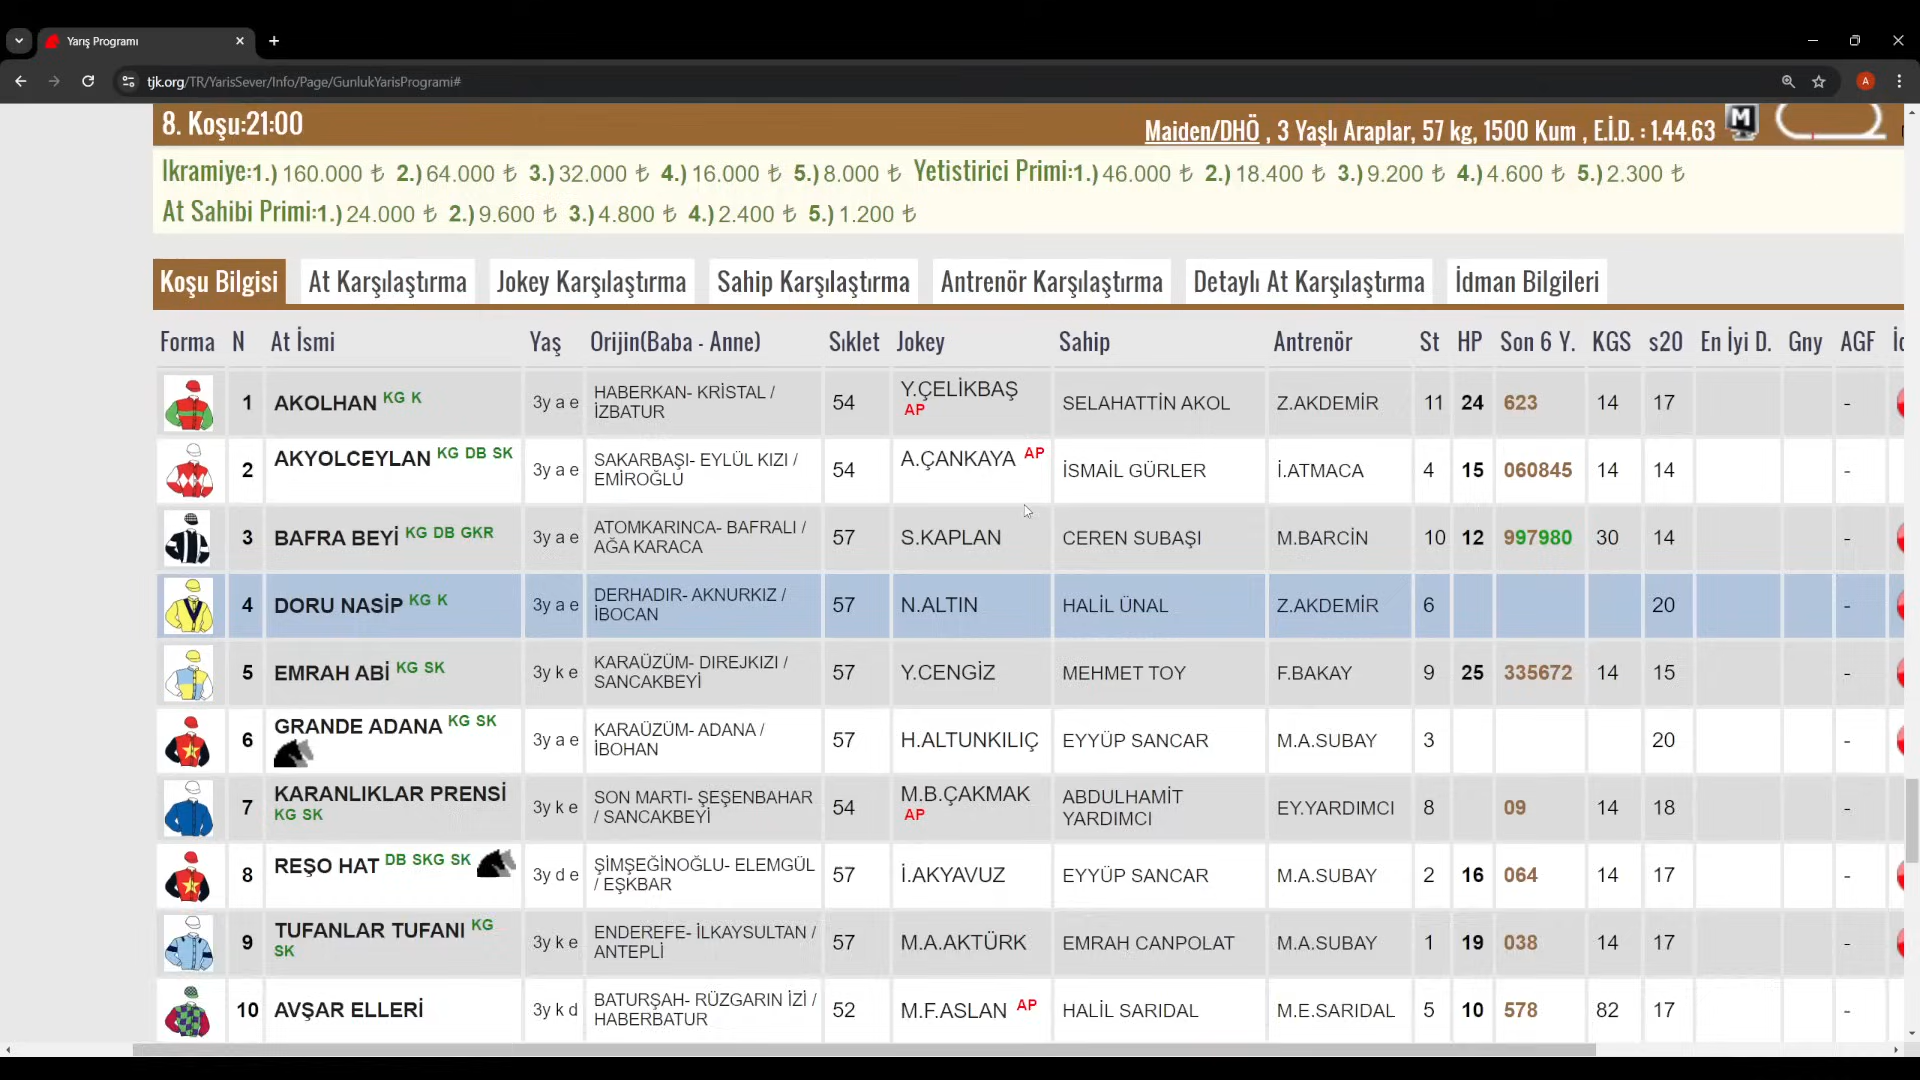 Yarış Programı
tjk.org/TR/YarisSever/Info/Page/GunlukYarisProgrami#
A
8. Koşu:21:00
Maiden/DHÖ , 3 Yaşlı Araplar, 57 kg, 1500 Kum , E.İ.D. : 1.44.63
M
Ikramiye:1.) 160.000 ₺ 2.) 64.000 ₺ 3.) 32.000 ₺ 4.) 16.000 ₺ 5.) 8.000 ₺ Yetistirici Primi:1.) 46.000 ₺ 2.) 18.400 ₺ 3.) 9.200 ₺ 4.) 4.600 ₺ 5.) 2.300 ₺
At Sahibi Primi:1.) 24.000 ₺ 2.) 9.600 ₺ 3.) 4.800 ₺ 4.) 2.400 ₺ 5.) 1.200 ₺
Koşu Bilgisi At Karşılaştırma Jokey Karşılaştırma Sahip Karşılaştırma Antrenör Karşılaştırma Detaylı At Karşılaştırma İdman Bilgileri
Forma N At İsmi Yaş Orijin(Baba - Anne) Sıklet Jokey Sahip Antrenör St HP Son 6 Y. KGS s20 En İyi D. Gny AGF
1 AKOLHAN KG K 3y a e HABERKAN- KRİSTAL / İZBATUR 54 Y.ÇELİKBAŞ AP SELAHATTİN AKOL Z.AKDEMİR 11 24 623 14 17 -
2 AKYOLCEYLAN KG DB SK 3y a e SAKARBAŞI- EYLÜL KIZI / EMİROĞLU 54 A.ÇANKAYA AP İSMAİL GÜRLER İ.ATMACA 4 15 060845 14 14 -
3 BAFRA BEYİ KG DB GKR 3y a e ATOMKARINCA- BAFRALI / AĞA KARACA 57 S.KAPLAN CEREN SUBAŞI M.BARCİN 10 12 997980 30 14 -
4 DORU NASİP KG K 3y a e DERHADIR- AKNURKIZ / İBOCAN 57 N.ALTIN HALİL ÜNAL Z.AKDEMİR 6 20 -
5 EMRAH ABİ KG SK 3y k e KARAÜZÜM- DIREJKIZI / SANCAKBEYİ 57 Y.CENGİZ MEHMET TOY F.BAKAY 9 25 335672 14 15 -
6 GRANDE ADANA KG SK 3y a e KARAÜZÜM- ADANA / İBOHAN 57 H.ALTUNKILIÇ EYYÜP SANCAR M.A.SUBAY 3 20 -
7 KARANLIKLAR PRENSİ KG SK 3y k e SON MARTI- ŞEŞENBAHAR / SANCAKBEYİ 54 M.B.ÇAKMAK AP ABDULHAMİT YARDIMCI EY.YARDIMCI 8 09 14 18 -
8 REŞO HAT DB SKG SK 3y d e ŞİMŞEĞİNOĞLU- ELEMGÜL / EŞKBAR 57 İ.AKYAVUZ EYYÜP SANCAR M.A.SUBAY 2 16 064 14 17 -
9 TUFANLAR TUFANI KG SK 3y k e ENDEREFE- İLKAYSULTAN / ANTEPLİ 57 M.A.AKTÜRK EMRAH CANPOLAT M.A.SUBAY 1 19 038 14 17 -
10 AVŞAR ELLERİ 3y k d BATURŞAH- RÜZGARIN İZİ / HABERBATUR 52 M.F.ASLAN AP HALİL SARIDAL M.E.SARIDAL 5 10 578 82 17 -